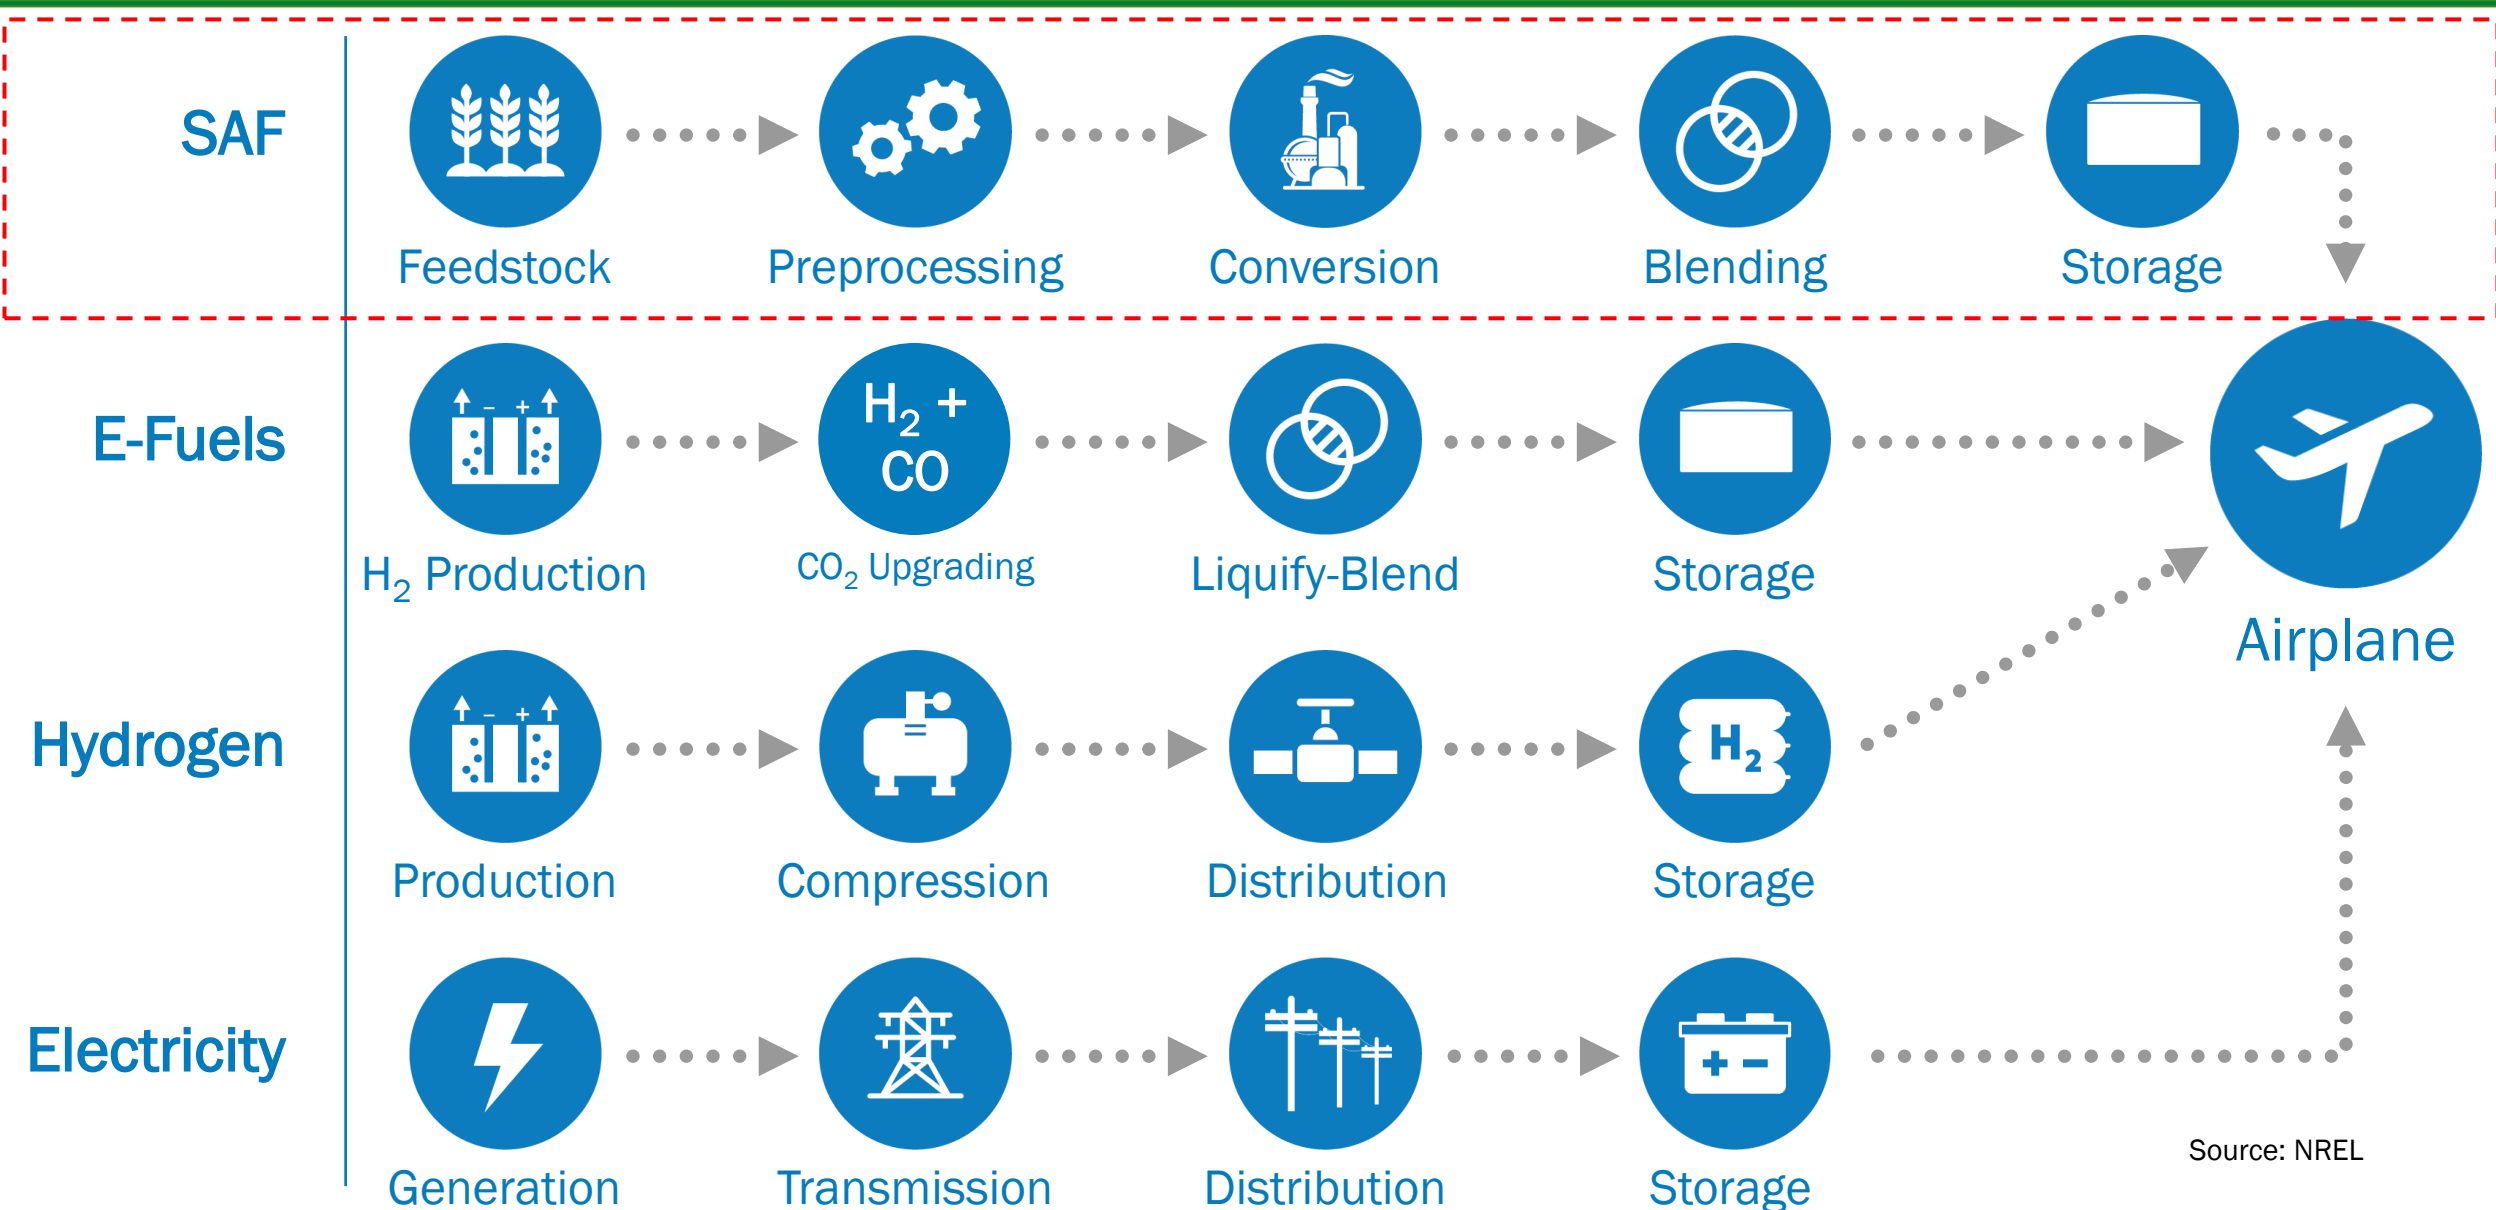 SAF
Feedstock
Preprocessing
Conversion
Blending
Storage
E-Fuels
H₂ +
CO
H₂ Production
CO₂ Upgrading
Liquify-Blend
Storage
Airplane
Hydrogen
H₂
Production
Compression
Distribution
Storage
Electricity
Generation
Transmission
Distribution
Storage
Source: NREL